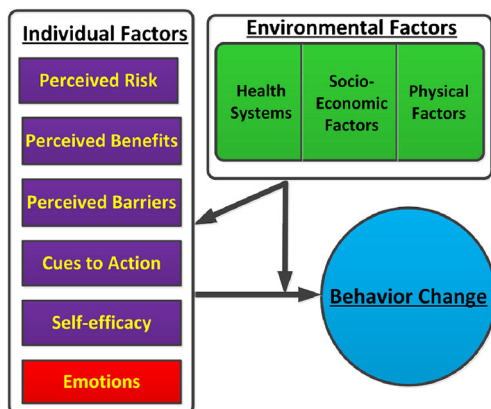 Individual Factors
Perceived Risk
Perceived Benefits
Perceived Barriers
Cues to Action
Self-efficacy
Emotions
Environmental Factors
Health
Systems
Socio-
Economic
Factors
Physical
Factors
Behavior Change